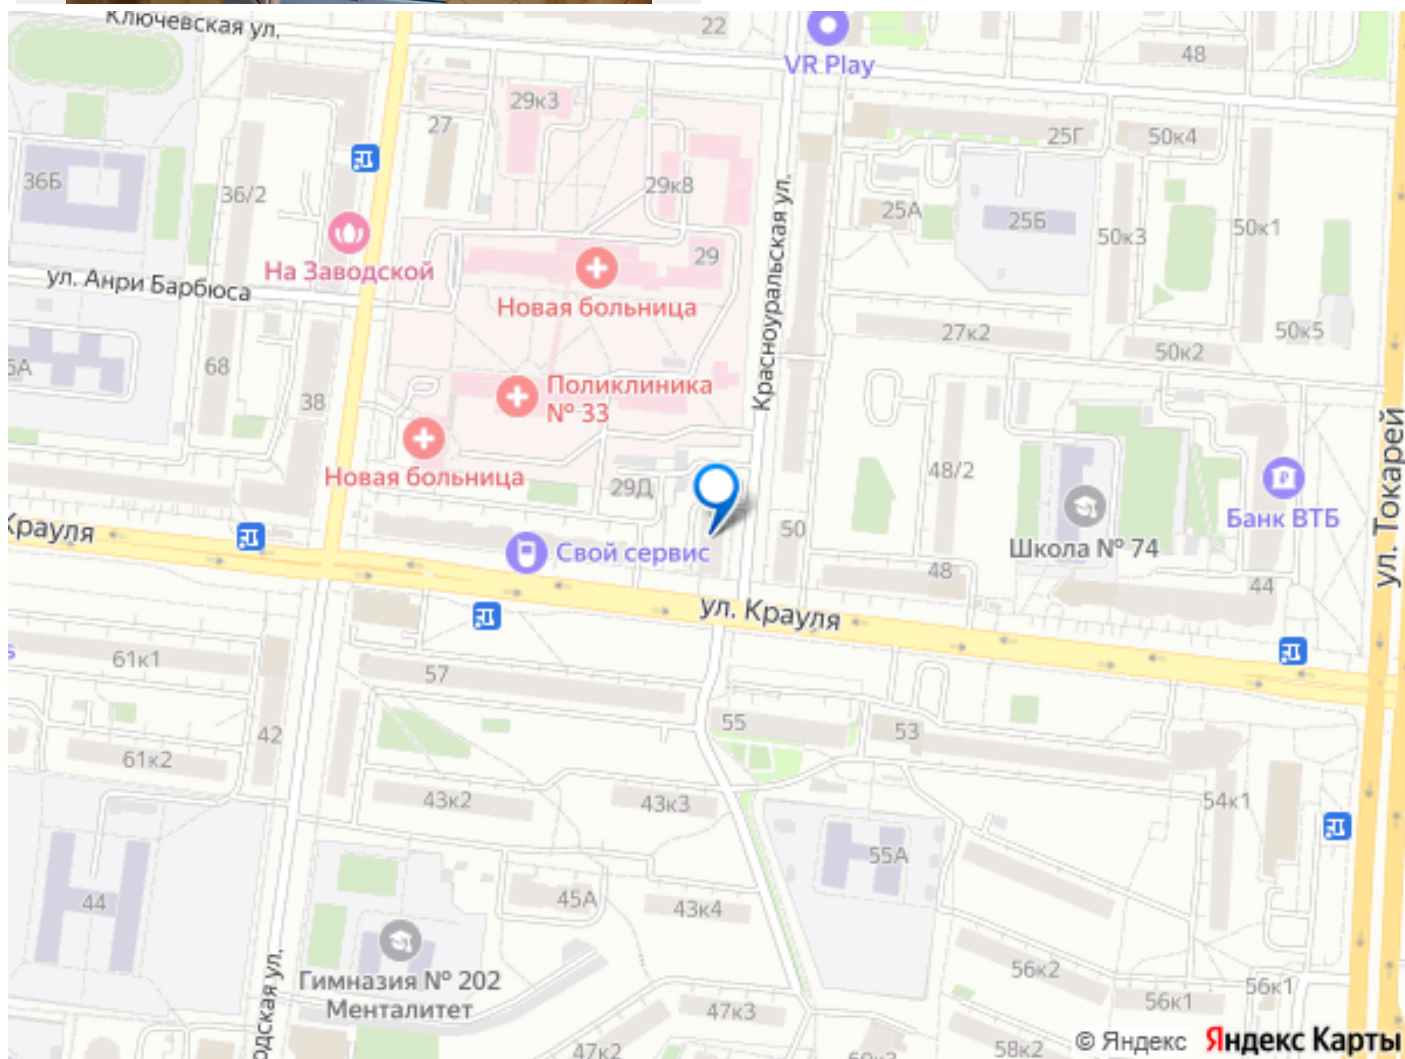 Ключевская ул.
22
VR Play
48
29к3
27
25Г
50к4
36Б
36/2
29к8
25А
25Б
50к3
50к1
На Заводской
29
ул. Анри Барбюса
Новая больница
Красноуральская ул.
27к2
50к5
50к2
68
38
Поликлиника
№ 33
Новая больница
29Д
48/2
Банк ВТБ
ул. Токарей
Крауля
Свой сервис
50
Школа № 74
48
44
ул. Крауля
61к1
57
55
53
42
61к2
43к2
43к3
54к1
55А
44
45А
43к4
Гимназия № 202
Менталитет
56к2
56к1
56к1
47к3
47к2
58к2
© Яндекс Яндекс Карты